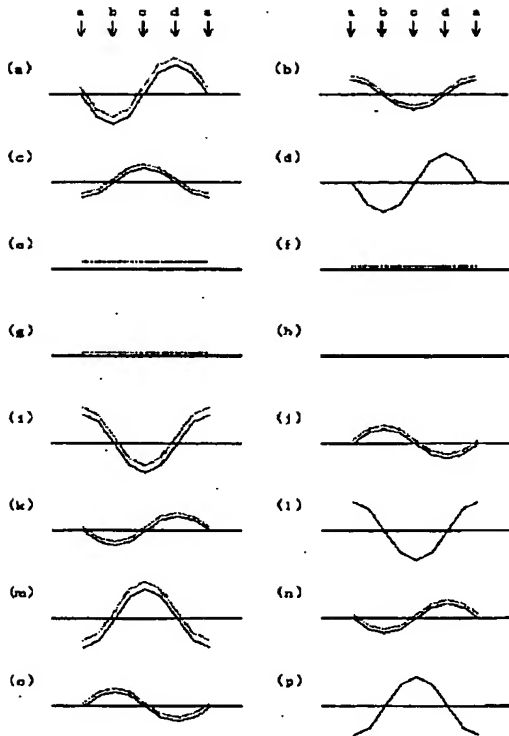 a b c d a a b c d a
(a) (b)
(c) (d)
(e) (f)
(g) (h)
(i) (j)
(k) (l)
(m) (n)
(o) (p)